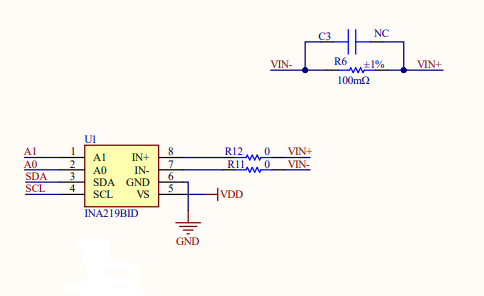 C3 NC
R6 ±1%
VIN- VIN+
100mΩ
U1
A1 1 A1 IN+ 8 R12 0 VIN+
A0 2 A0 IN- 7 R11 0 VIN-
SDA 3 SDA GND 6
SCL 4 SCL VS 5 VDD
INA219BID
GND